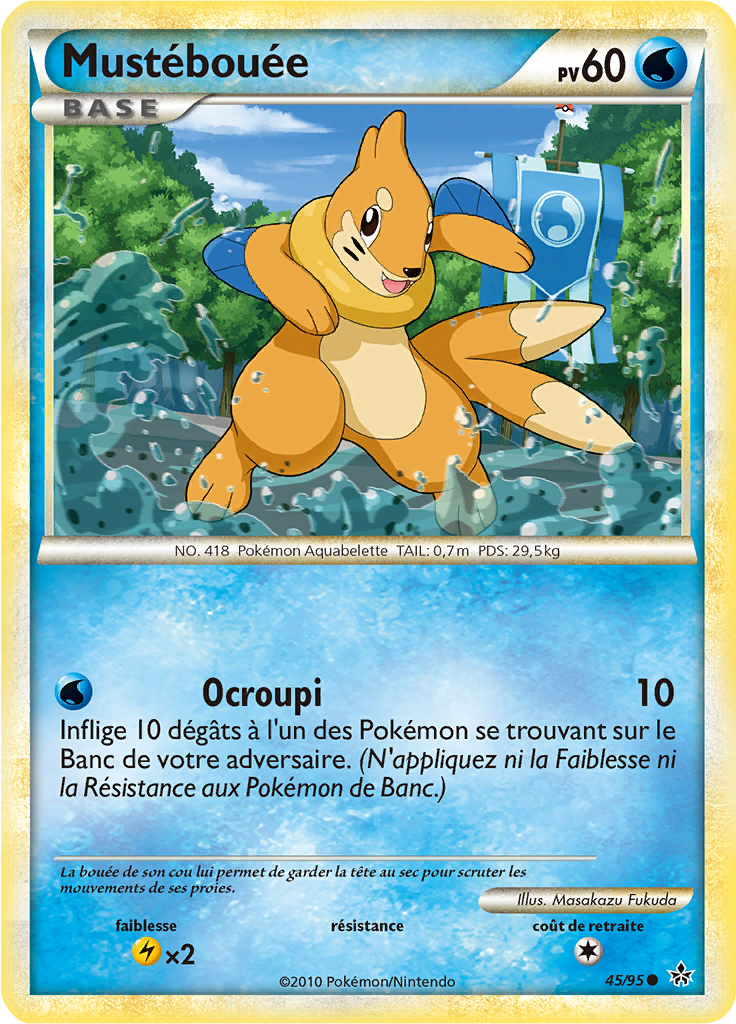 Mustébouée
PV60
BASE
NO. 418 Pokémon Aquabelette TAIL: 0,7m PDS: 29,5kg
Ocroupi 10
Inflige 10 dégâts à l'un des Pokémon se trouvant sur le
Banc de votre adversaire. (N'appliquez ni la Faiblesse ni
la Résistance aux Pokémon de Banc.)
La bouée de son cou lui permet de garder la tête au sec pour scruter les
mouvements de ses proies.
Illus. Masakazu Fukuda
faiblesse résistance coût de retraite
x2
©2010 Pokémon/Nintendo 45/95